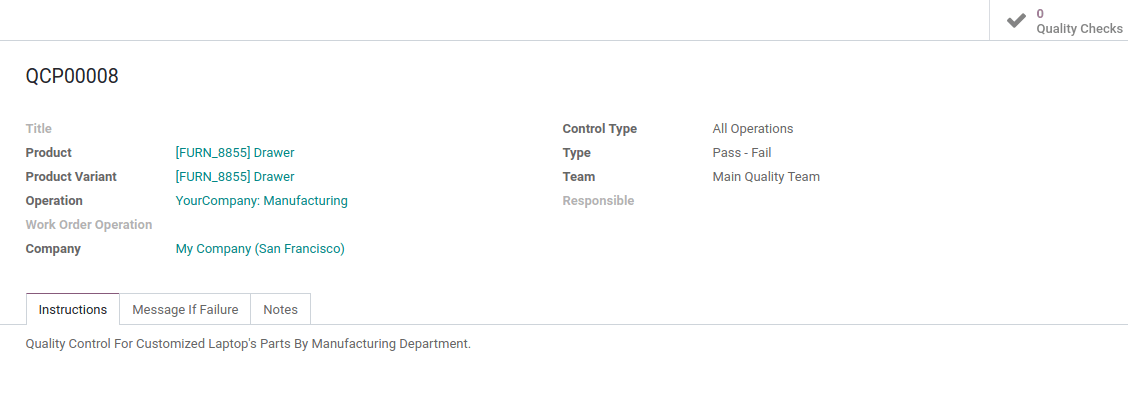 0
Quality Checks
QCP00008
Title
Product [FURN_8855] Drawer
Product Variant [FURN_8855] Drawer
Operation YourCompany: Manufacturing
Work Order Operation
Company My Company (San Francisco)
Control Type All Operations
Type Pass - Fail
Team Main Quality Team
Responsible
Instructions Message If Failure Notes
Quality Control For Customized Laptop's Parts By Manufacturing Department.